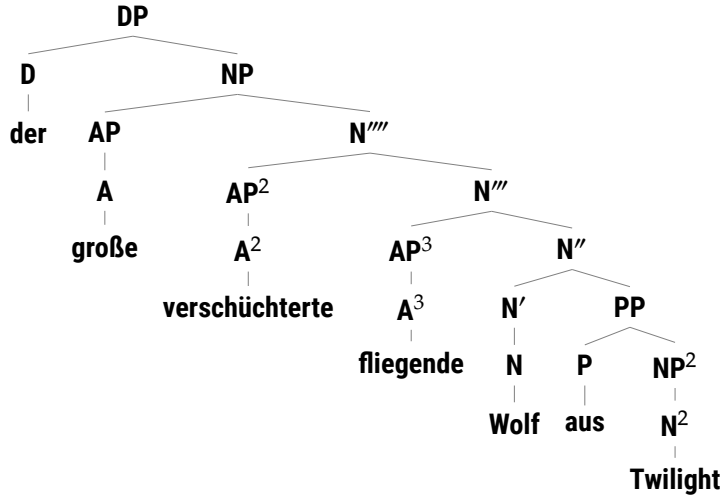 DP
D NP
der AP N′′′′
A AP² N′′′
große A² AP³ N′′
verschüchterte A³ N′ PP
fliegende N P NP²
Wolf aus N²
Twilight